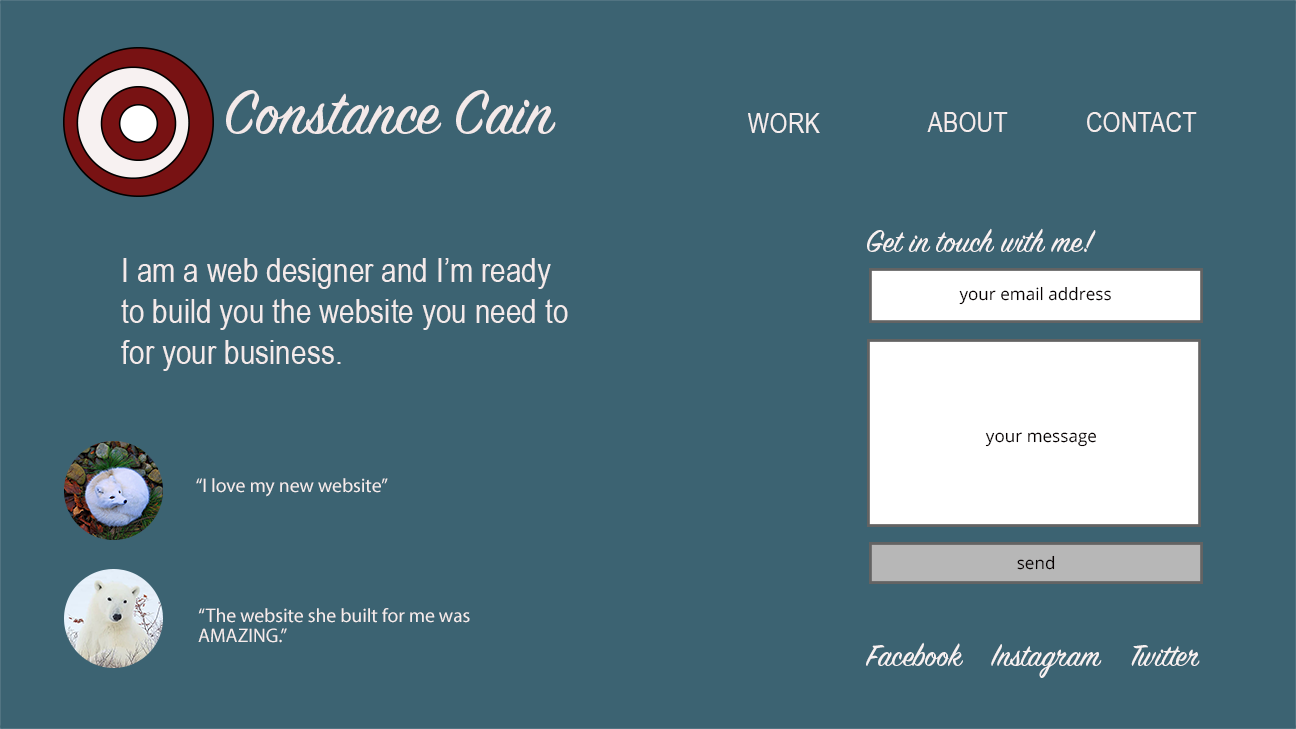 Constance Cain
WORK
ABOUT
CONTACT
I am a web designer and I’m ready
to build you the website you need to
for your business.
“I love my new website”
“The website she built for me was
AMAZING.”
Get in touch with me!
your email address
your message
send
Facebook
Instagram
Twitter